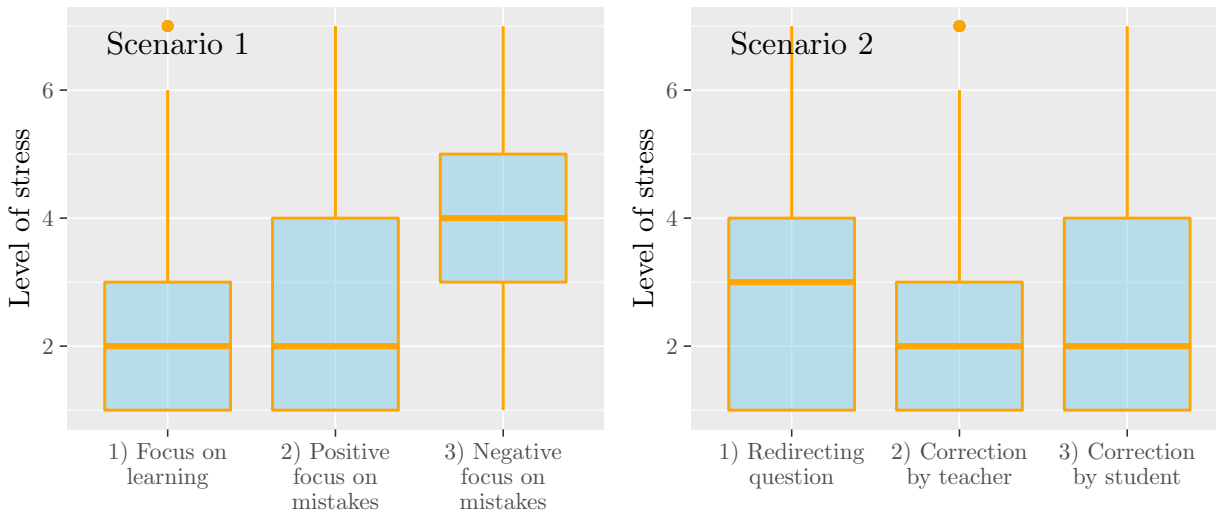 Scenario 1
Level of stress
6
4
2
1) Focus on
learning
2) Positive
focus on
mistakes
3) Negative
focus on
mistakes
Scenario 2
Level of stress
6
4
2
1) Redirecting
question
2) Correction
by teacher
3) Correction
by student